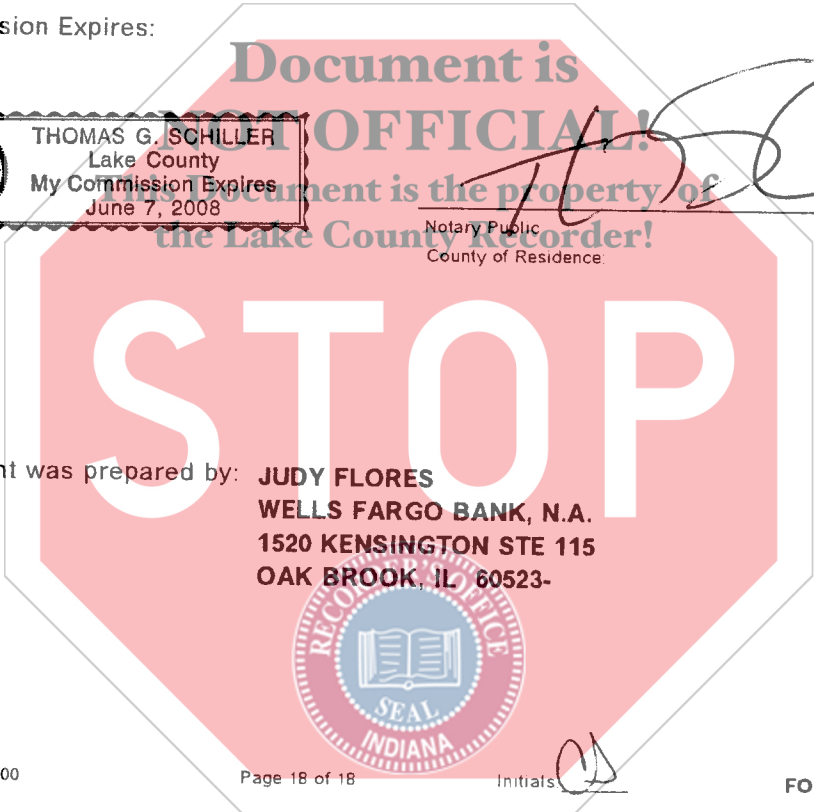 sion Expires:
Document is
NOT OFFICIAL!
This Document is the property of
the Lake County Recorder!
THOMAS G. SCHILLER
Lake County
My Commission Expires
June 7, 2008
Notary Public
County of Residence:
STOP
nt was prepared by: JUDY FLORES
WELLS FARGO BANK, N.A.
1520 KENSINGTON STE 115
OAK BROOK, IL 60523-
RECORDER'S OFFICE
SEAL
INDIANA
00
Page 18 of 18
Initials: CD
FO